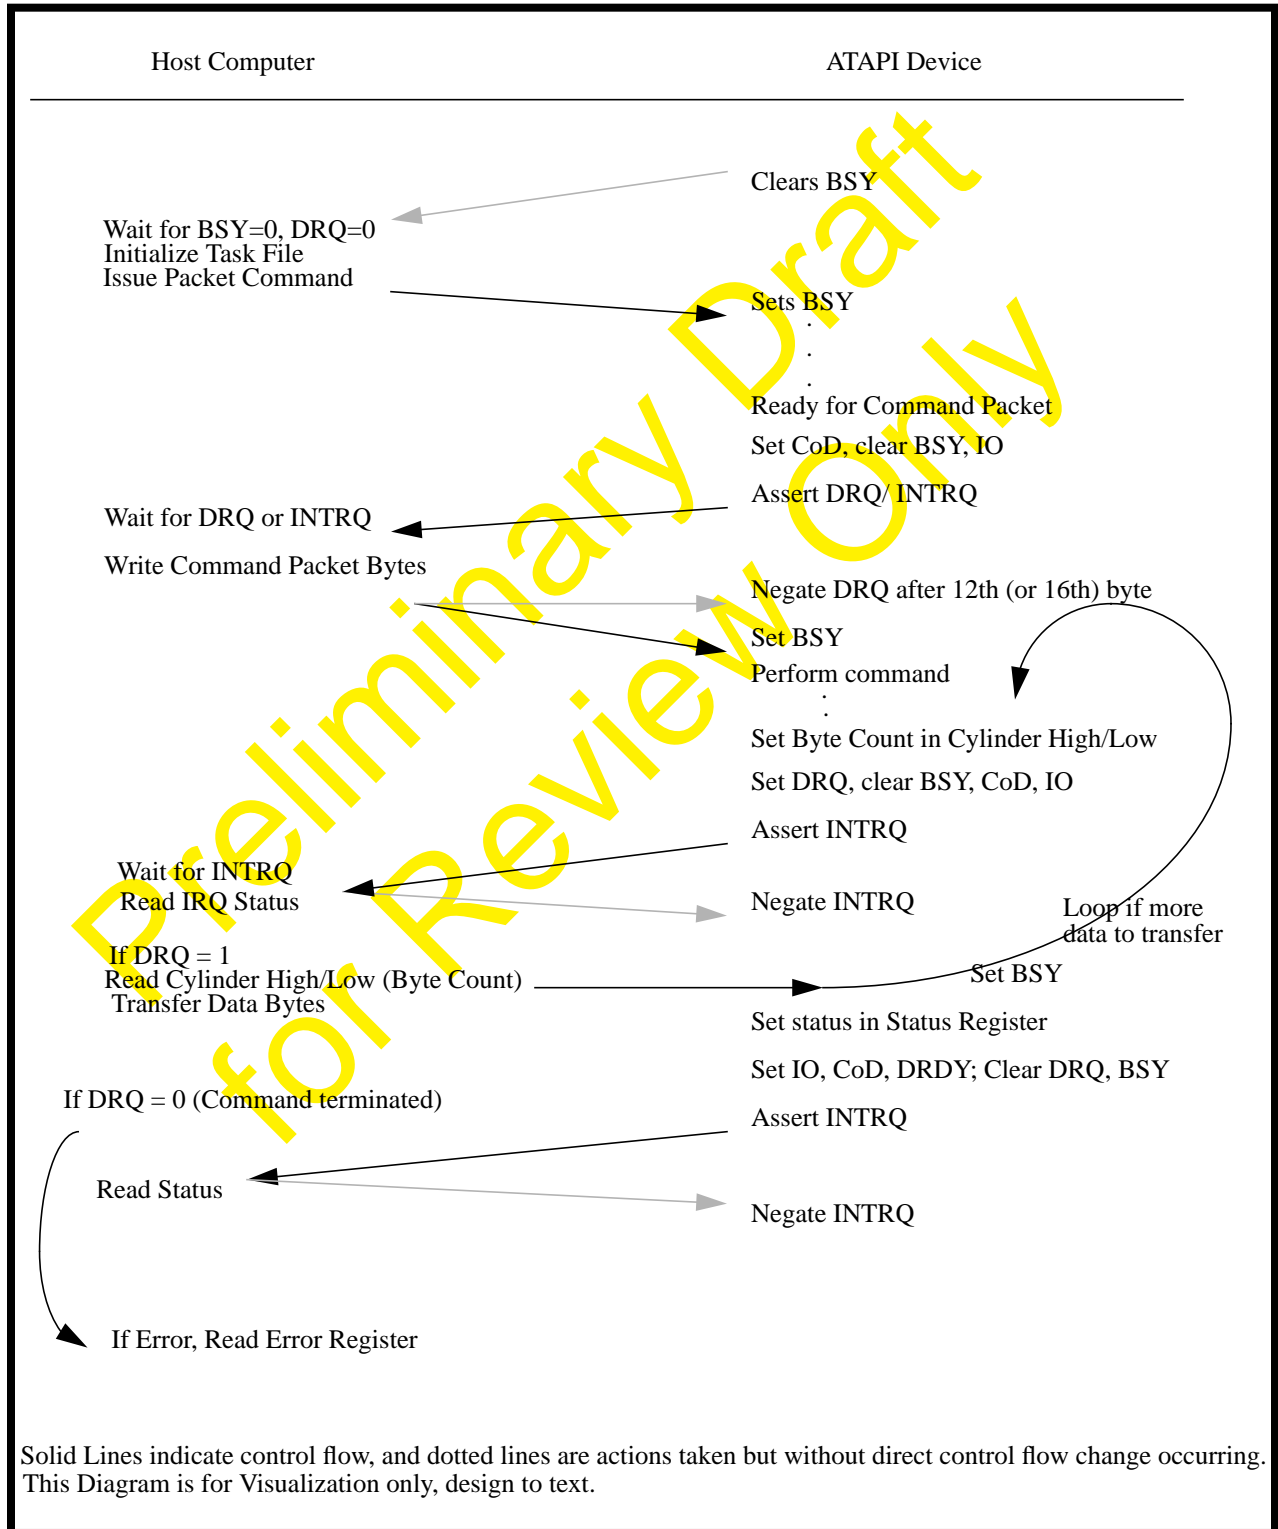 Host Computer
ATAPI Device
Clears BSY
Wait for BSY=0, DRQ=0
Initialize Task File
Issue Packet Command
Sets BSY
.
.
.
Ready for Command Packet
Set CoD, clear BSY, IO
Assert DRQ/ INTRQ
Wait for DRQ or INTRQ
Write Command Packet Bytes
Negate DRQ after 12th (or 16th) byte
Set BSY
Perform command
.
.
Set Byte Count in Cylinder High/Low
Set DRQ, clear BSY, CoD, IO
Assert INTRQ
Wait for INTRQ
Read IRQ Status
Negate INTRQ
Loop if more
data to transfer
If DRQ = 1
Read Cylinder High/Low (Byte Count)
Transfer Data Bytes
Set BSY
Set status in Status Register
Set IO, CoD, DRDY; Clear DRQ, BSY
If DRQ = 0 (Command terminated)
Assert INTRQ
Read Status
Negate INTRQ
If Error, Read Error Register
Solid Lines indicate control flow, and dotted lines are actions taken but without direct control flow change occurring.
This Diagram is for Visualization only, design to text.
Preliminary Draft
for Review Only